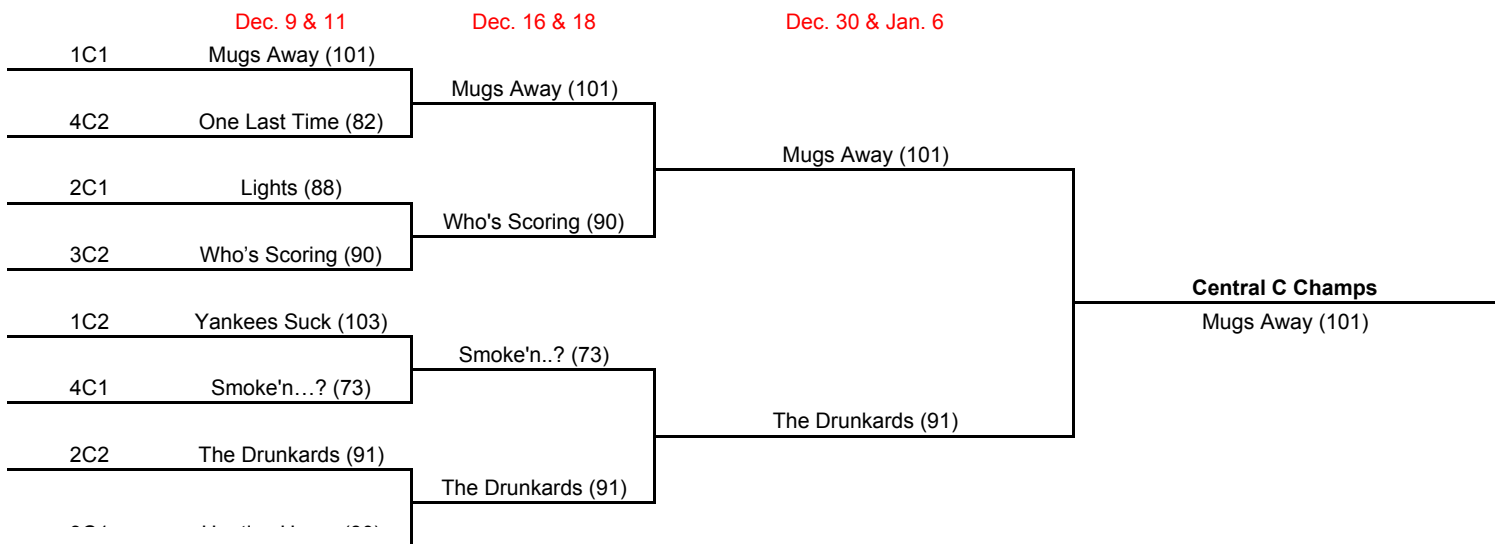 Dec. 9 & 11 Dec. 16 & 18 Dec. 30 & Jan. 6
1C1 Mugs Away (101)
Mugs Away (101)
4C2 One Last Time (82)
Mugs Away (101)
2C1 Lights (88)
Who's Scoring (90)
3C2 Who’s Scoring (90)
Central C Champs
1C2 Yankees Suck (103) Mugs Away (101)
Smoke'n..? (73)
4C1 Smoke'n…? (73)
The Drunkards (91)
2C2 The Drunkards (91)
The Drunkards (91)